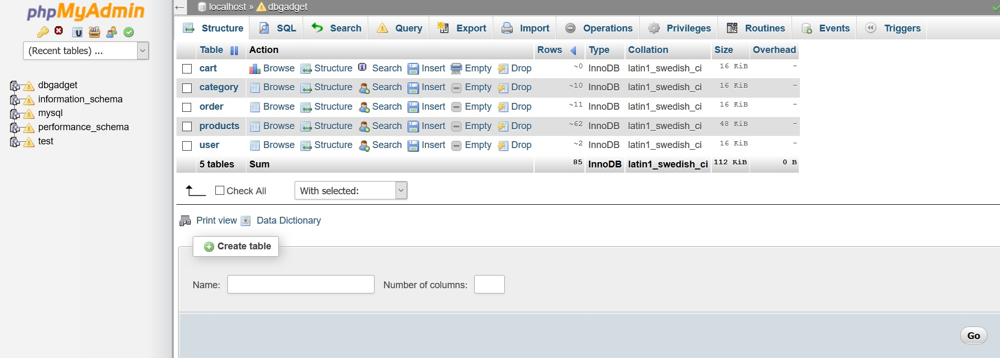 phpMyAdmin
(Recent tables) ...
dbgadget
information_schema
mysql
performance_schema
test
← localhost » dbgadget
Structure SQL Search Query Export Import Operations Privileges Routines Events Triggers
Table Action Rows Type Collation Size Overhead
cart Browse Structure Search Insert Empty Drop ~0 InnoDB latin1_swedish_ci 16 KiB -
category Browse Structure Search Insert Empty Drop ~10 InnoDB latin1_swedish_ci 16 KiB -
order Browse Structure Search Insert Empty Drop ~11 InnoDB latin1_swedish_ci 16 KiB -
products Browse Structure Search Insert Empty Drop ~62 InnoDB latin1_swedish_ci 48 KiB -
user Browse Structure Search Insert Empty Drop ~2 InnoDB latin1_swedish_ci 16 KiB -
5 tables Sum 85 InnoDB latin1_swedish_ci 112 KiB 0 B
Check All With selected:
Print view Data Dictionary
Create table
Name: Number of columns:
Go